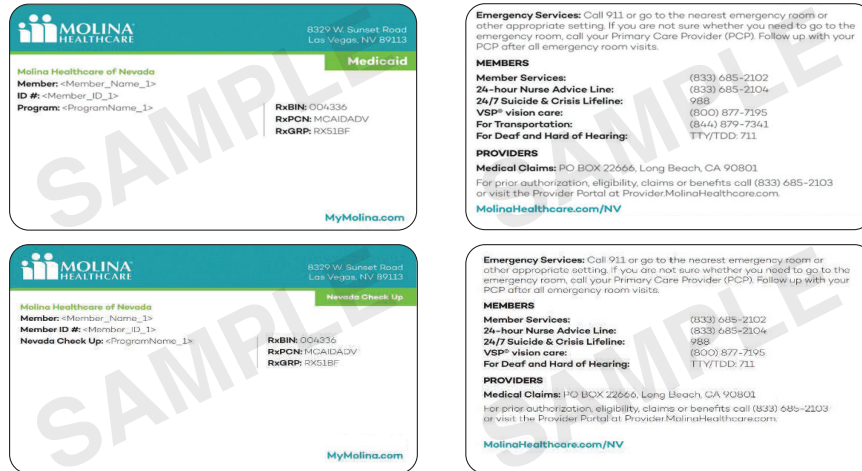 MOLINA
HEALTHCARE
8329 W. Sunset Road
Las Vegas, NV 89113
Medicaid
Molina Healthcare of Nevada
Member: <Member_Name_1>
ID #: <Member_ID_1>
Program: <ProgramName_1>
RxBIN: 004336
RxPCN: MCAIDADV
RxGRP: RX51BF
SAMPLE
MyMolina.com
Emergency Services: Call 911 or go to the nearest emergency room or
other appropriate setting. If you are not sure whether you need to go to the
emergency room, call your Primary Care Provider (PCP). Follow up with your
PCP after all emergency room visits.
MEMBERS
Member Services: (833) 685-2102
24-hour Nurse Advice Line: (833) 685-2104
24/7 Suicide & Crisis Lifeline: 988
VSP® vision care: (800) 877-7195
For Transportation: (844) 879-7341
For Deaf and Hard of Hearing: TTY/TDD: 711
PROVIDERS
Medical Claims: PO BOX 22666, Long Beach, CA 90801
For prior authorization, eligibility, claims or benefits call (833) 685-2103
or visit the Provider Portal at Provider.MolinaHealthcare.com.
MolinaHealthcare.com/NV
SAMPLE
MOLINA
HEALTHCARE
8329 W. Sunset Road
Las Vegas, NV 89113
Nevada Check Up
Molina Healthcare of Nevada
Member: <Member_Name_1>
Member ID #: <Member_ID_1>
Nevada Check Up: <ProgramName_1>
RxBIN: 004336
RxPCN: MCAIDADV
RxGRP: RX51BF
SAMPLE
MyMolina.com
Emergency Services: Call 911 or go to the nearest emergency room or
other appropriate setting. If you are not sure whether you need to go to the
emergency room, call your Primary Care Provider (PCP). Follow up with your
PCP after all emergency room visits.
MEMBERS
Member Services: (833) 685-2102
24-hour Nurse Advice Line: (833) 685-2104
24/7 Suicide & Crisis Lifeline: 988
VSP® vision care: (800) 877-7195
For Deaf and Hard of Hearing: TTY/TDD: 711
PROVIDERS
Medical Claims: PO BOX 22666, Long Beach, CA 90801
For prior authorization, eligibility, claims or benefits call (833) 685-2103
or visit the Provider Portal at Provider.MolinaHealthcare.com.
MolinaHealthcare.com/NV
SAMPLE